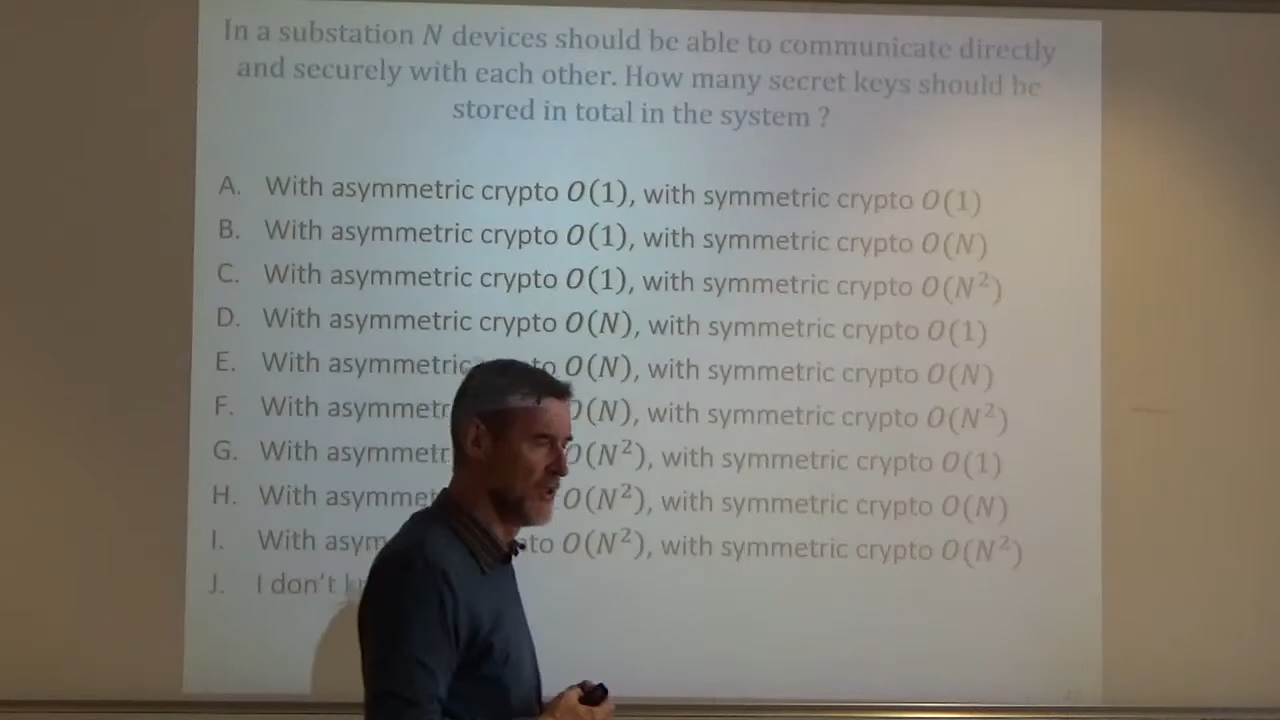 In a substation N devices should be able to communicate directly
and securely with each other. How many secret keys should be
stored in total in the system ?
A. With asymmetric crypto O(1), with symmetric crypto O(1)
B. With asymmetric crypto O(1), with symmetric crypto O(N)
C. With asymmetric crypto O(1), with symmetric crypto O(N²)
D. With asymmetric crypto O(N), with symmetric crypto O(1)
E. With asymmetric to O(N), with symmetric crypto O(N)
F. With asymmetr O(N), with symmetric crypto O(N²)
G. With asymmetr O(N²), with symmetric crypto O(1)
H. With asymmet O(N²), with symmetric crypto O(N)
I. With asym to O(N²), with symmetric crypto O(N²)
J. I don't